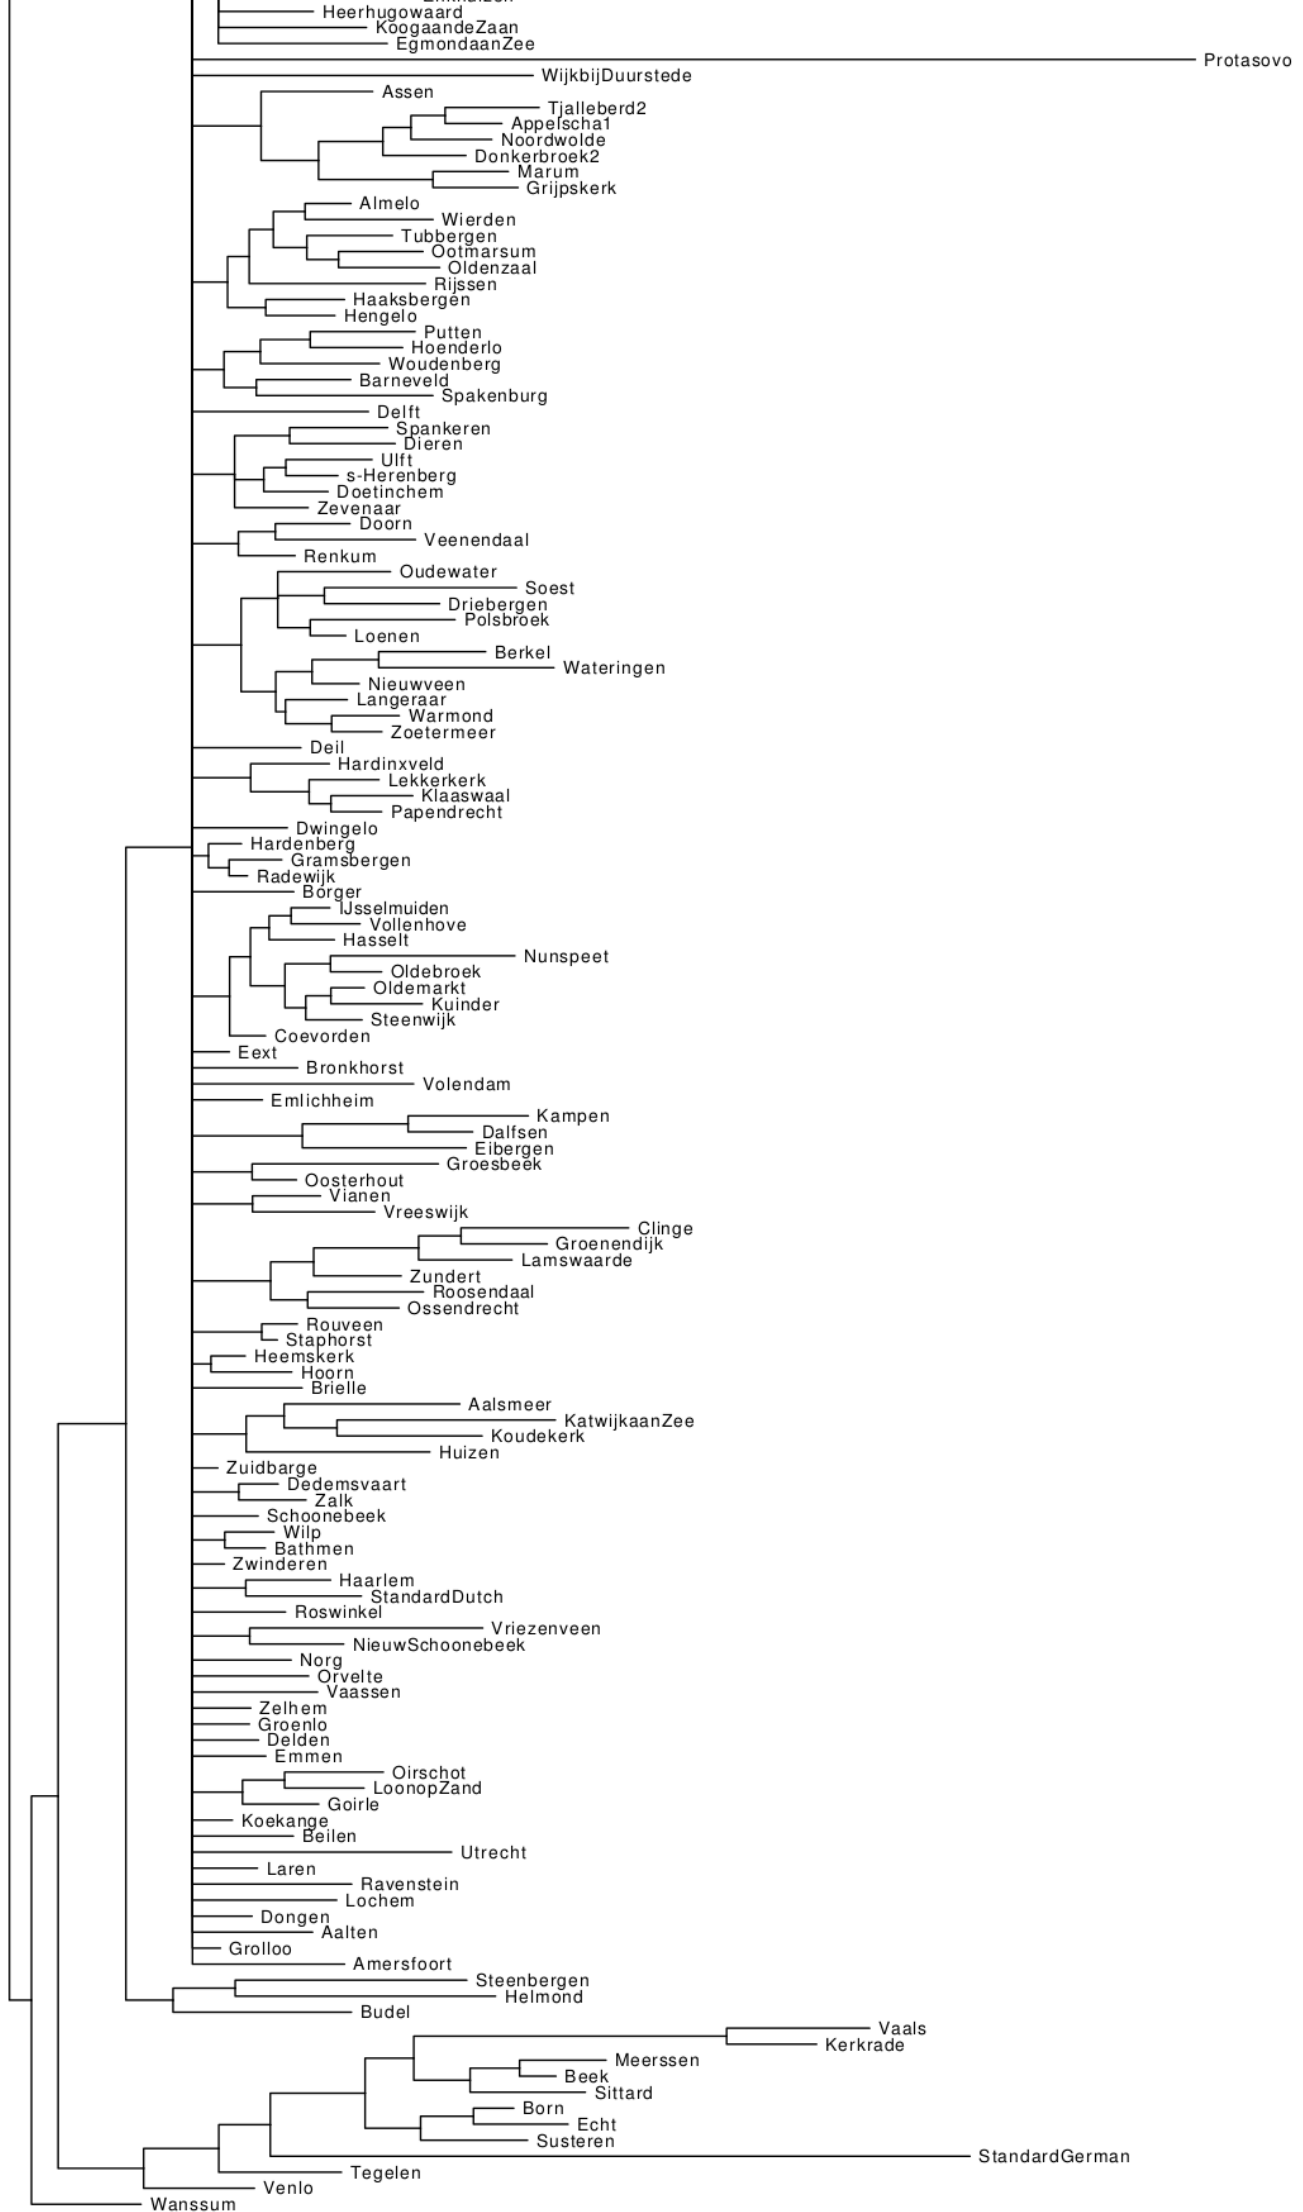 Heerhugowaard
KoogaandeZaan
EgmondaanZee
Protasovo
WijkbijDuurstede
Assen
Tjalleberd2
Appelscha1
Noordwolde
Donkerbroek2
Marum
Grijpskerk
Almelo
Wierden
Tubbergen
Ootmarsum
Oldenzaal
Rijssen
Haaksbergen
Hengelo
Putten
Hoenderlo
Woudenberg
Barneveld
Spakenburg
Delft
Spankeren
Dieren
Ulft
s-Herenberg
Doetinchem
Zevenaar
Doorn
Veenendaal
Renkum
Oudewater
Soest
Driebergen
Polsbroek
Loenen
Berkel
Wateringen
Nieuwveen
Langeraar
Warmond
Zoetermeer
Deil
Hardinxveld
Lekkerkerk
Klaaswaal
Papendrecht
Dwingelo
Hardenberg
Gramsbergen
Radewijk
Borger
IJsselmuiden
Vollenhove
Hasselt
Nunspeet
Oldebroek
Oldemarkt
Kuinder
Steenwijk
Coevorden
Eext
Bronkhorst
Volendam
Emlichheim
Kampen
Dalfsen
Eibergen
Groesbeek
Oosterhout
Vianen
Vreeswijk
Clinge
Groenendijk
Lamswaarde
Zundert
Roosendaal
Ossendrecht
Rouveen
Staphorst
Heemskerk
Hoorn
Brielle
Aalsmeer
KatwijkaanZee
Koudekerk
Huizen
Zuidbarge
Dedemsvaart
Zalk
Schoonebeek
Wilp
Bathmen
Zwinderen
Haarlem
StandardDutch
Roswinkel
Vriezenveen
NieuwSchoonebeek
Norg
Orvelte
Vaassen
Zelhem
Groenlo
Delden
Emmen
Oirschot
LoonopZand
Goirle
Koekange
Beilen
Utrecht
Laren
Ravenstein
Lochem
Dongen
Aalten
Grolloo
Amersfoort
Steenbergen
Helmond
Budel
Vaals
Kerkrade
Meerssen
Beek
Sittard
Born
Echt
Susteren
StandardGerman
Tegelen
Venlo
Wanssum